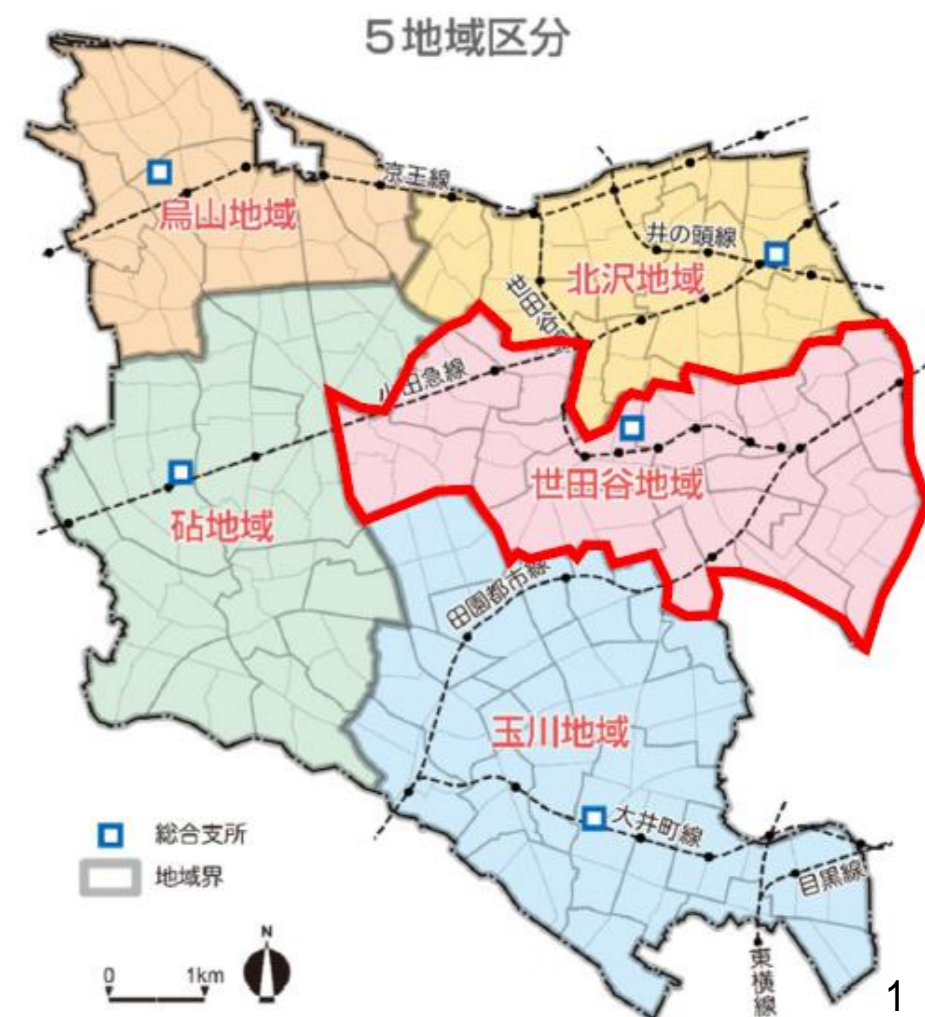 5地域区分
京王線
烏山地域
井の頭線
北沢地域
世田谷線
小田急線
世田谷地域
砧地域
田園都市線
玉川地域
大井町線
目黒線
東横線
総合支所
地域界
N
0 1km
1